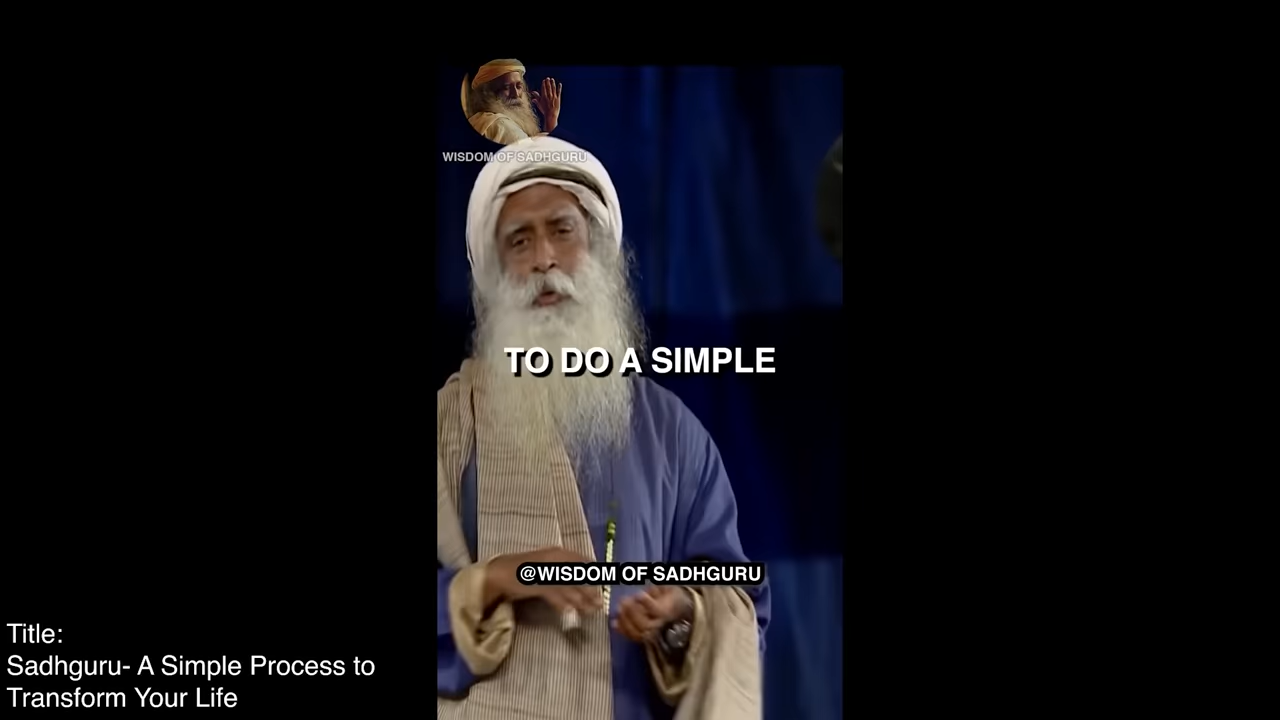 WISDOM OF SADHGURU
TO DO A SIMPLE
@WISDOM OF SADHGURU
Title:
Sadhguru- A Simple Process to
Transform Your Life